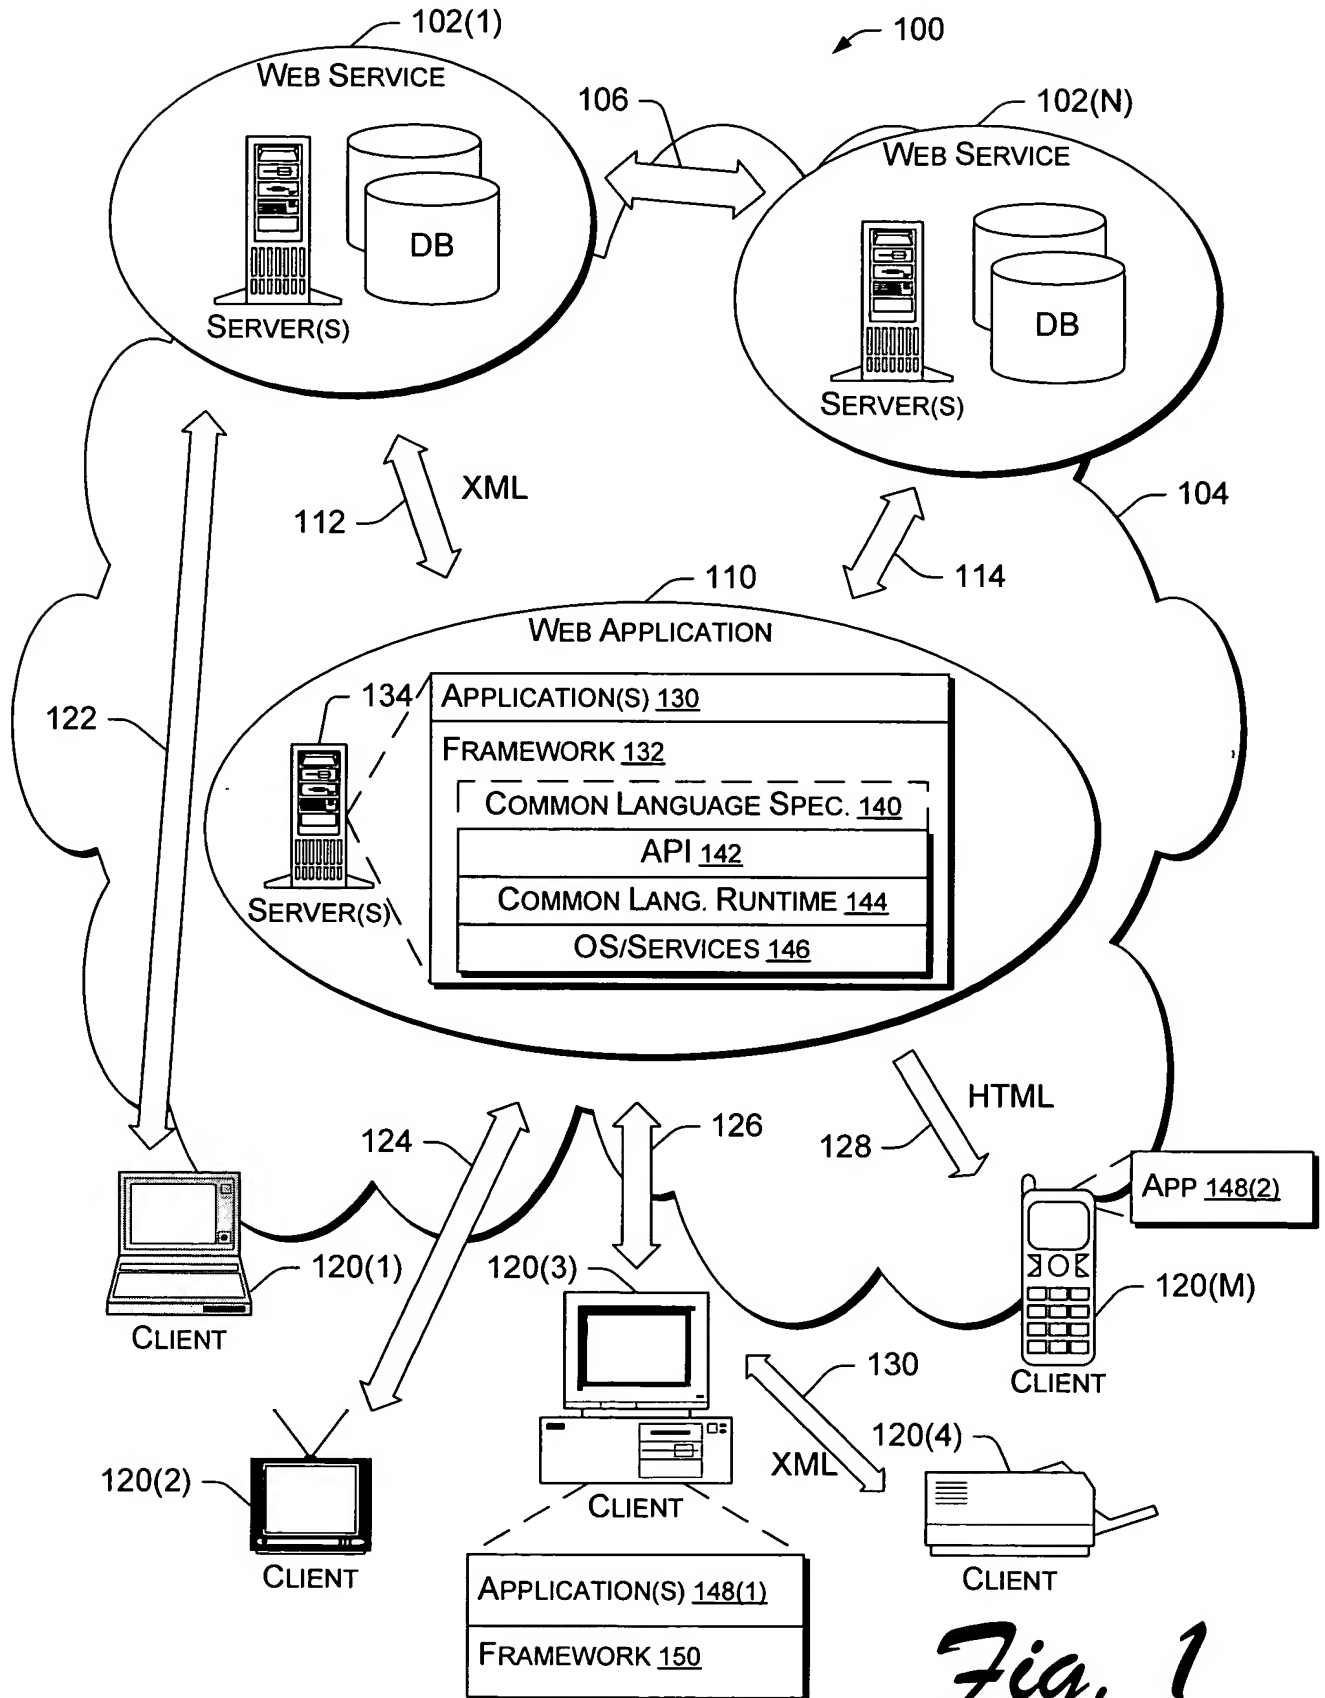 102(1)
100
WEB SERVICE
106
102(N)
WEB SERVICE
DB
SERVER(S)
DB
SERVER(S)
XML
112
104
114
110
WEB APPLICATION
134
APPLICATION(S) 130
122
FRAMEWORK 132
COMMON LANGUAGE SPEC. 140
API 142
COMMON LANG. RUNTIME 144
SERVER(S)
OS/SERVICES 146
HTML
124
126
128
APP 148(2)
120(1)
120(3)
120(M)
CLIENT
130
CLIENT
120(4)
120(2)
XML
CLIENT
CLIENT
CLIENT
APPLICATION(S) 148(1)
FRAMEWORK 150
Fig. 1